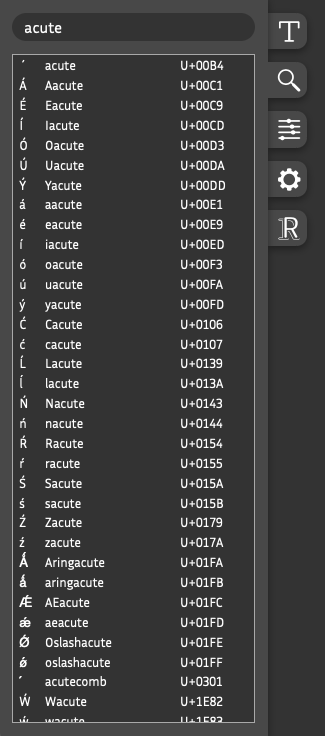 acute
´ acute U+00B4
Á Aacute U+00C1
É Eacute U+00C9
Í Iacute U+00CD
Ó Oacute U+00D3
Ú Uacute U+00DA
Ý Yacute U+00DD
á aacute U+00E1
é eacute U+00E9
í iacute U+00ED
ó oacute U+00F3
ú uacute U+00FA
ý yacute U+00FD
Ć Cacute U+0106
ć cacute U+0107
Ĺ Lacute U+0139
ĺ lacute U+013A
Ń Nacute U+0143
ń nacute U+0144
Ŕ Racute U+0154
ŕ racute U+0155
Ś Sacute U+015A
ś sacute U+015B
Ź Zacute U+0179
ź zacute U+017A
Ǻ Aringacute U+01FA
ǻ aringacute U+01FB
Ǽ AEacute U+01FC
ǽ aeacute U+01FD
Ǿ Oslashacute U+01FE
ǿ oslashacute U+01FF
́ acutecomb U+0301
Ẃ Wacute U+1E82
ẃ wacute U+1E83
T
R